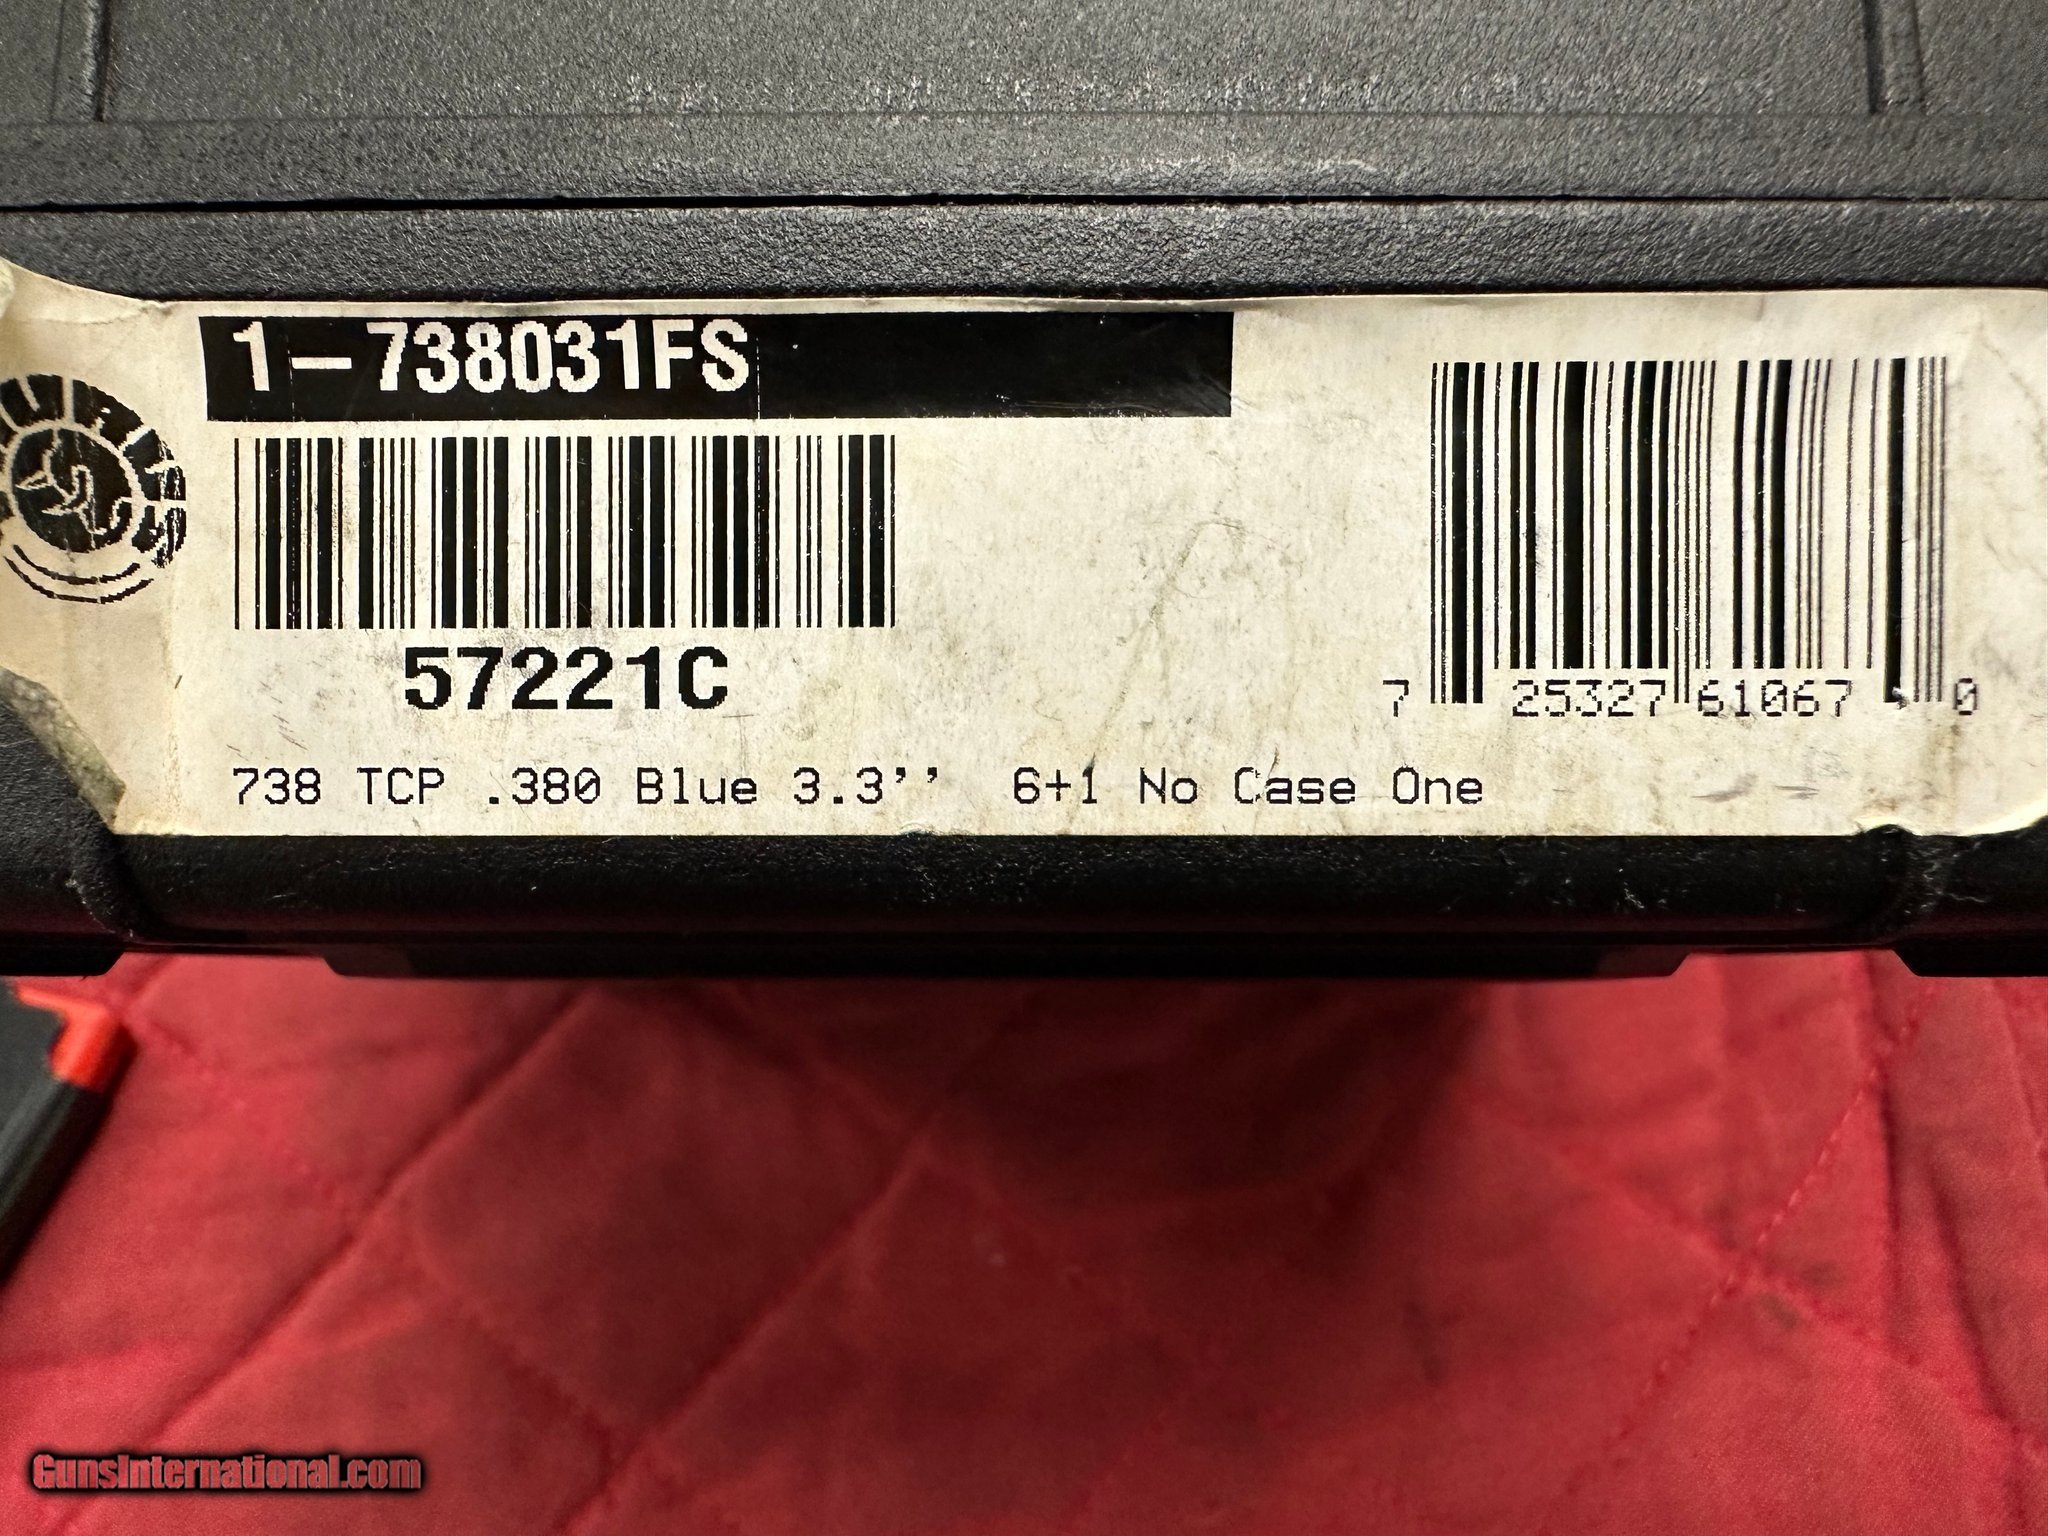 1-738031FS
57221C
7 25327 61067 0
738 TCP .380 Blue 3.3’’ 6+1 No Case One
GunsInternational.com